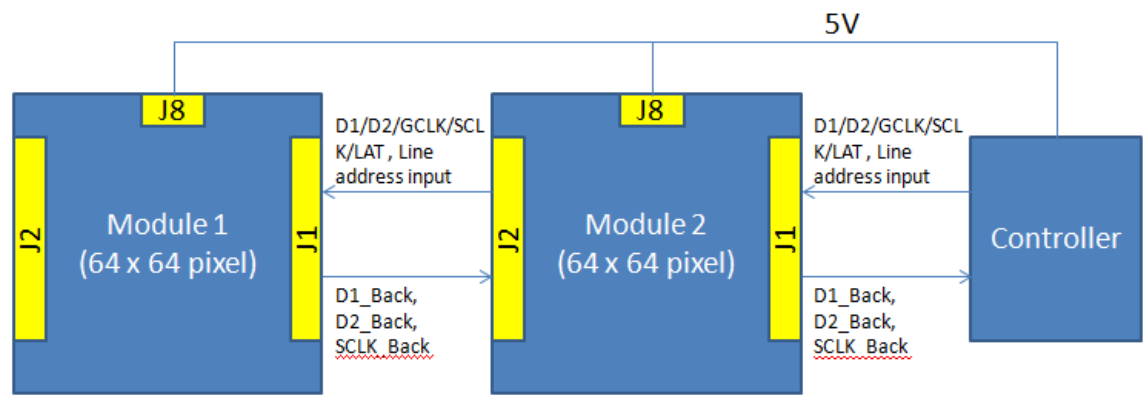 5V
J8
J8
D1/D2/GCLK/SCL
K/LAT , Line
address input
D1/D2/GCLK/SCL
K/LAT , Line
address input
J2
Module 1
(64 x 64 pixel)
J1
J2
Module 2
(64 x 64 pixel)
J1
Controller
D1_Back,
D2_Back,
SCLK_Back
D1_Back,
D2_Back,
SCLK_Back